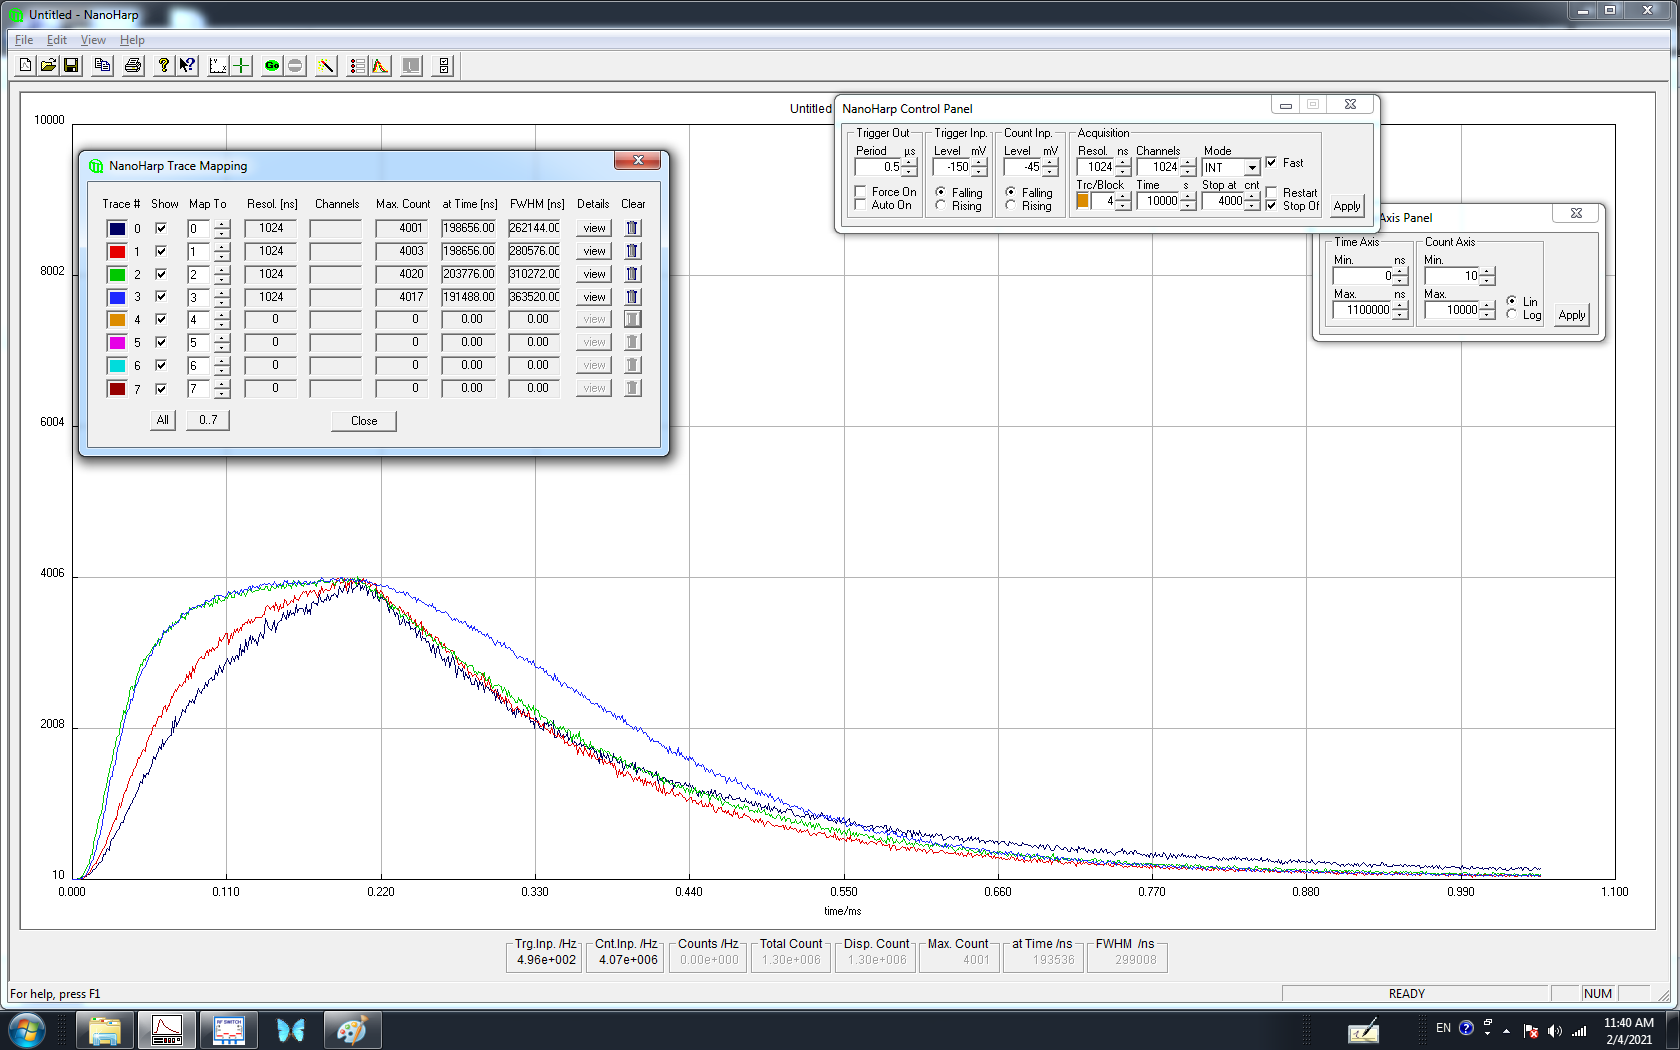 Untitled - NanoHarp
File Edit View Help
Untitled
10000
8002
6004
4006
2008
10
0.000 0.110 0.220 0.330 0.440 0.550 0.660 0.770 0.880 0.990 1.100
time/ms
NanoHarp Trace Mapping
Trace # Show Map To Resol. [ns] Channels Max. Count at Time [ns] FWHM [ns] Details Clear
0 0 1024 4001 198656.00 262144.00 view
1 1 1024 4003 198656.00 280576.00 view
2 2 1024 4020 203776.00 310272.00 view
3 3 1024 4017 191488.00 363520.00 view
4 4 0 0 0.00 0.00 view
5 5 0 0 0.00 0.00 view
6 6 0 0 0.00 0.00 view
7 7 0 0 0.00 0.00 view
All 0..7 Close
NanoHarp Control Panel
Trigger Out Trigger Inp. Count Inp. Acquisition
Period µs Level mV Level mV Resol. ns Channels Mode
0.5 -150 -45 1024 1024 INT Fast
Trc/Block Time s Stop at cnt
Force On Falling Falling 4 10000 4000 Restart
Auto On Rising Rising Stop Of
Apply
Axis Panel
Time Axis Count Axis
Min. ns Min.
0 10
Max. ns Max.
1100000 10000 Lin
Log
Apply
Trg.Inp. /Hz Cnt.Inp. /Hz Counts /Hz Total Count Disp. Count Max. Count at Time /ns FWHM /ns
4.96e+002 4.07e+006 0.00e+000 1.30e+006 1.30e+006 4001 193536 299008
For help, press F1 READY NUM
RF SWITCH
EN 11:40 AM
2/4/2021